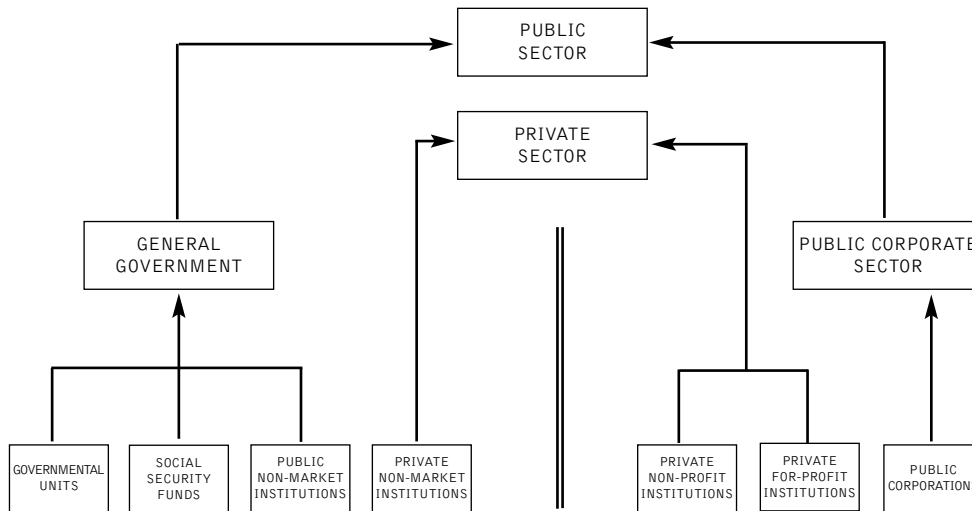 PUBLIC
SECTOR
PRIVATE
SECTOR
GENERAL
GOVERNMENT
PUBLIC CORPORATE
SECTOR
GOVERNMENTAL
UNITS
SOCIAL
SECURITY
FUNDS
PUBLIC
NON-MARKET
INSTITUTIONS
PRIVATE
NON-MARKET
INSTITUTIONS
PRIVATE
NON-PROFIT
INSTITUTIONS
PRIVATE
FOR-PROFIT
INSTITUTIONS
PUBLIC
CORPORATIONS